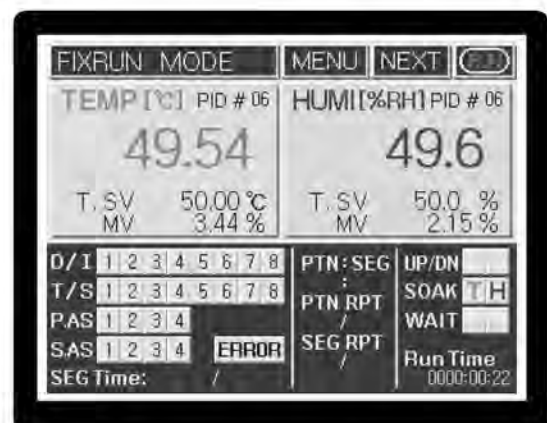 FIXRUN MODE MENU NEXT RUN
TEMP [℃] PID # 06
49.54
T. SV 50.00 ℃
MV 3.44 %
HUMI[%RH] PID # 06
49.6
T. SV 50.0 %
MV 2.15 %
D/I 1 2 3 4 5 6 7 8
T/S 1 2 3 4 5 6 7 8
P.AS 1 2 3 4
S.AS 1 2 3 4 ERROR
SEG Time: /
PTN:SEG
:
PTN RPT
/
SEG RPT
/
UP/DN
SOAK T H
WAIT
Run Time
0000:00:22